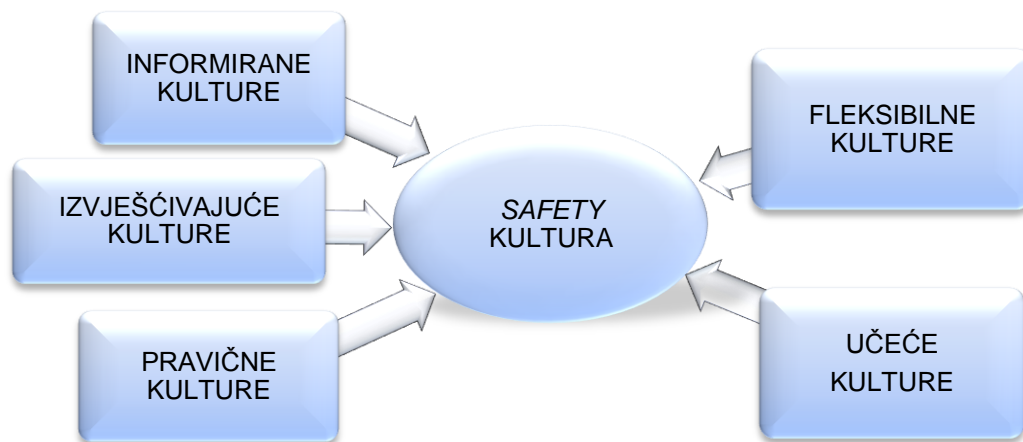 INFORMIRANE
KULTURE
IZVJEŠĆIVAJUĆE
KULTURE
PRAVIČNE
KULTURE
SAFETY
KULTURA
FLEKSIBILNE
KULTURE
UČEĆE
KULTURE